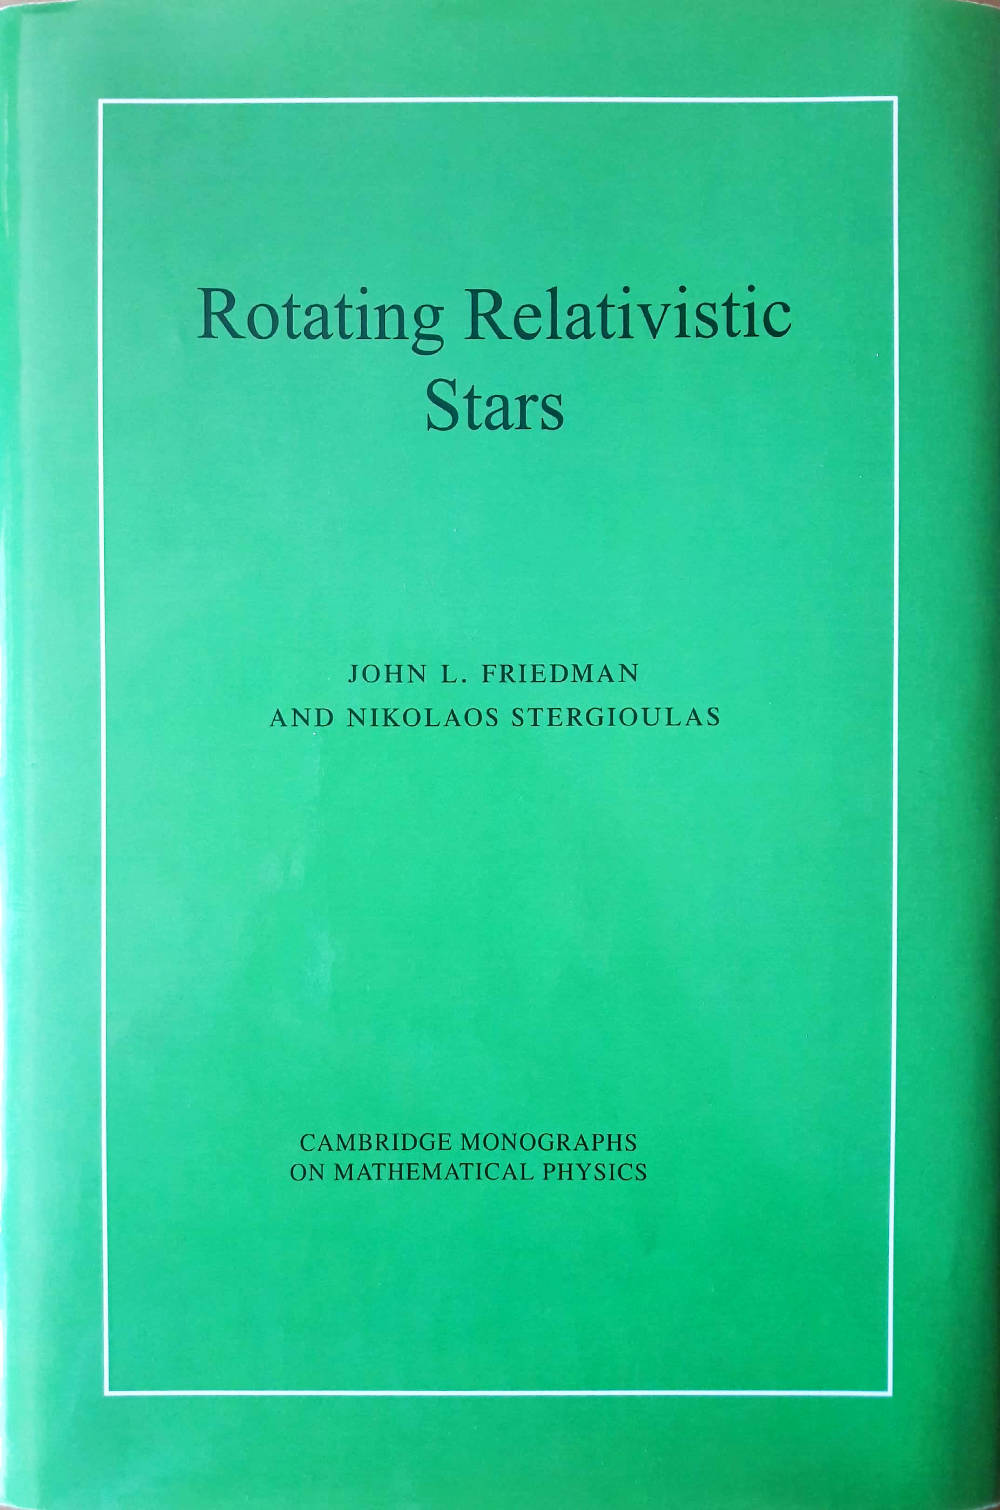 Rotating Relativistic
Stars
JOHN L. FRIEDMAN
AND NIKOLAOS STERGIOULAS
CAMBRIDGE MONOGRAPHS
ON MATHEMATICAL PHYSICS